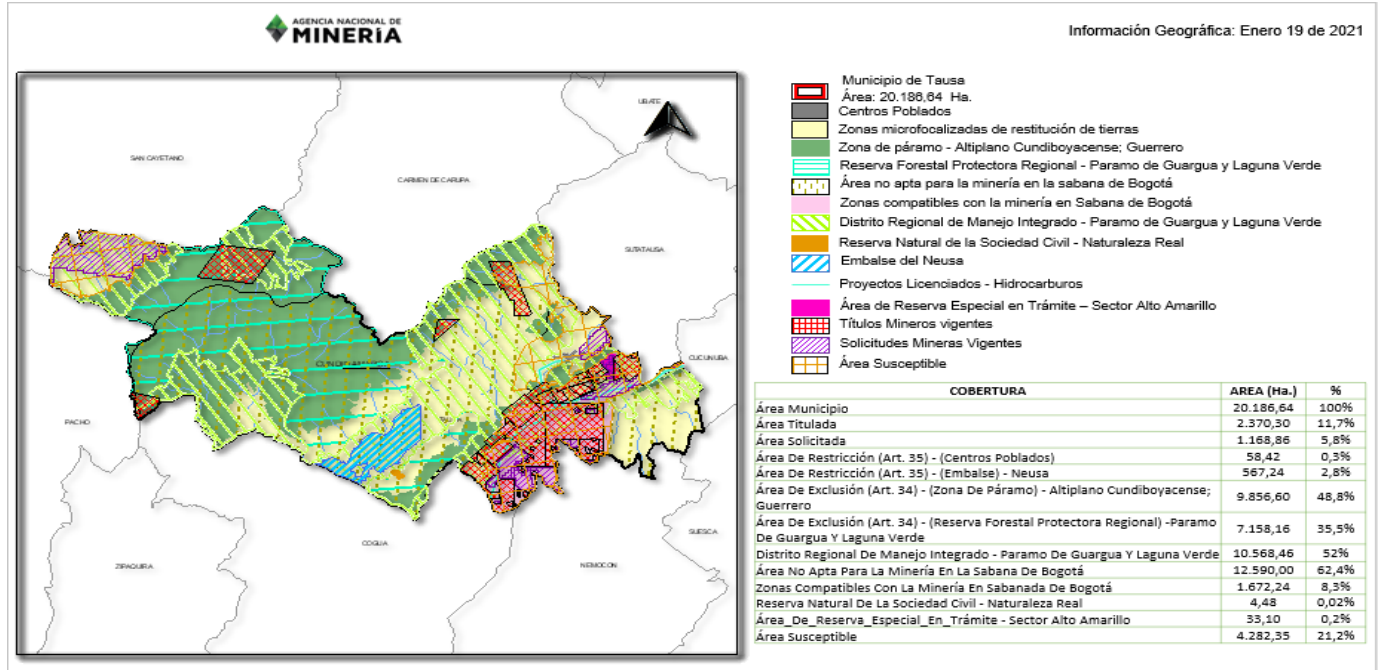 AGENCIA NACIONAL DE
MINERÍA
Información Geográfica: Enero 19 de 2021
UBATE
SAN CAYETANO
CARMEN DE CARUPA
SUTATAUSA
CUCUNUBA
PACHO
COGUA
SUESCA
ZIPAQUIRA
NEMOCON
Municipio de Tausa
Área: 20.186,64 Ha.
Centros Poblados
Zonas microfocalizadas de restitución de tierras
Zona de páramo - Altiplano Cundiboyacense; Guerrero
Reserva Forestal Protectora Regional - Paramo de Guargua y Laguna Verde
Área no apta para la minería en la sabana de Bogotá
Zonas compatibles con la minería en Sabana de Bogotá
Distrito Regional de Manejo Integrado - Paramo de Guargua y Laguna Verde
Reserva Natural de la Sociedad Civil - Naturaleza Real
Embalse del Neusa
Proyectos Licenciados - Hidrocarburos
Área de Reserva Especial en Trámite – Sector Alto Amarillo
Títulos Mineros vigentes
Solicitudes Mineras Vigentes
Área Susceptible
COBERTURA AREA (Ha.) %
Área Municipio 20.186,64 100%
Área Titulada 2.370,30 11,7%
Área Solicitada 1.168,86 5,8%
Área De Restricción (Art. 35) - (Centros Poblados) 58,42 0,3%
Área De Restricción (Art. 35) - (Embalse) - Neusa 567,24 2,8%
Área De Exclusión (Art. 34) - (Zona De Páramo) - Altiplano Cundiboyacense;
Guerrero 9.856,60 48,8%
Área De Exclusión (Art. 34) - (Reserva Forestal Protectora Regional) -Paramo
De Guargua Y Laguna Verde 7.158,16 35,5%
Distrito Regional De Manejo Integrado - Paramo De Guargua Y Laguna Verde 10.568,46 52%
Área No Apta Para La Minería En La Sabana De Bogotá 12.590,00 62,4%
Zonas Compatibles Con La Minería En Sabanada De Bogotá 1.672,24 8,3%
Reserva Natural De La Sociedad Civil - Naturaleza Real 4,48 0,02%
Área_De_Reserva_Especial_En_Trámite - Sector Alto Amarillo 33,10 0,2%
Área Susceptible 4.282,35 21,2%